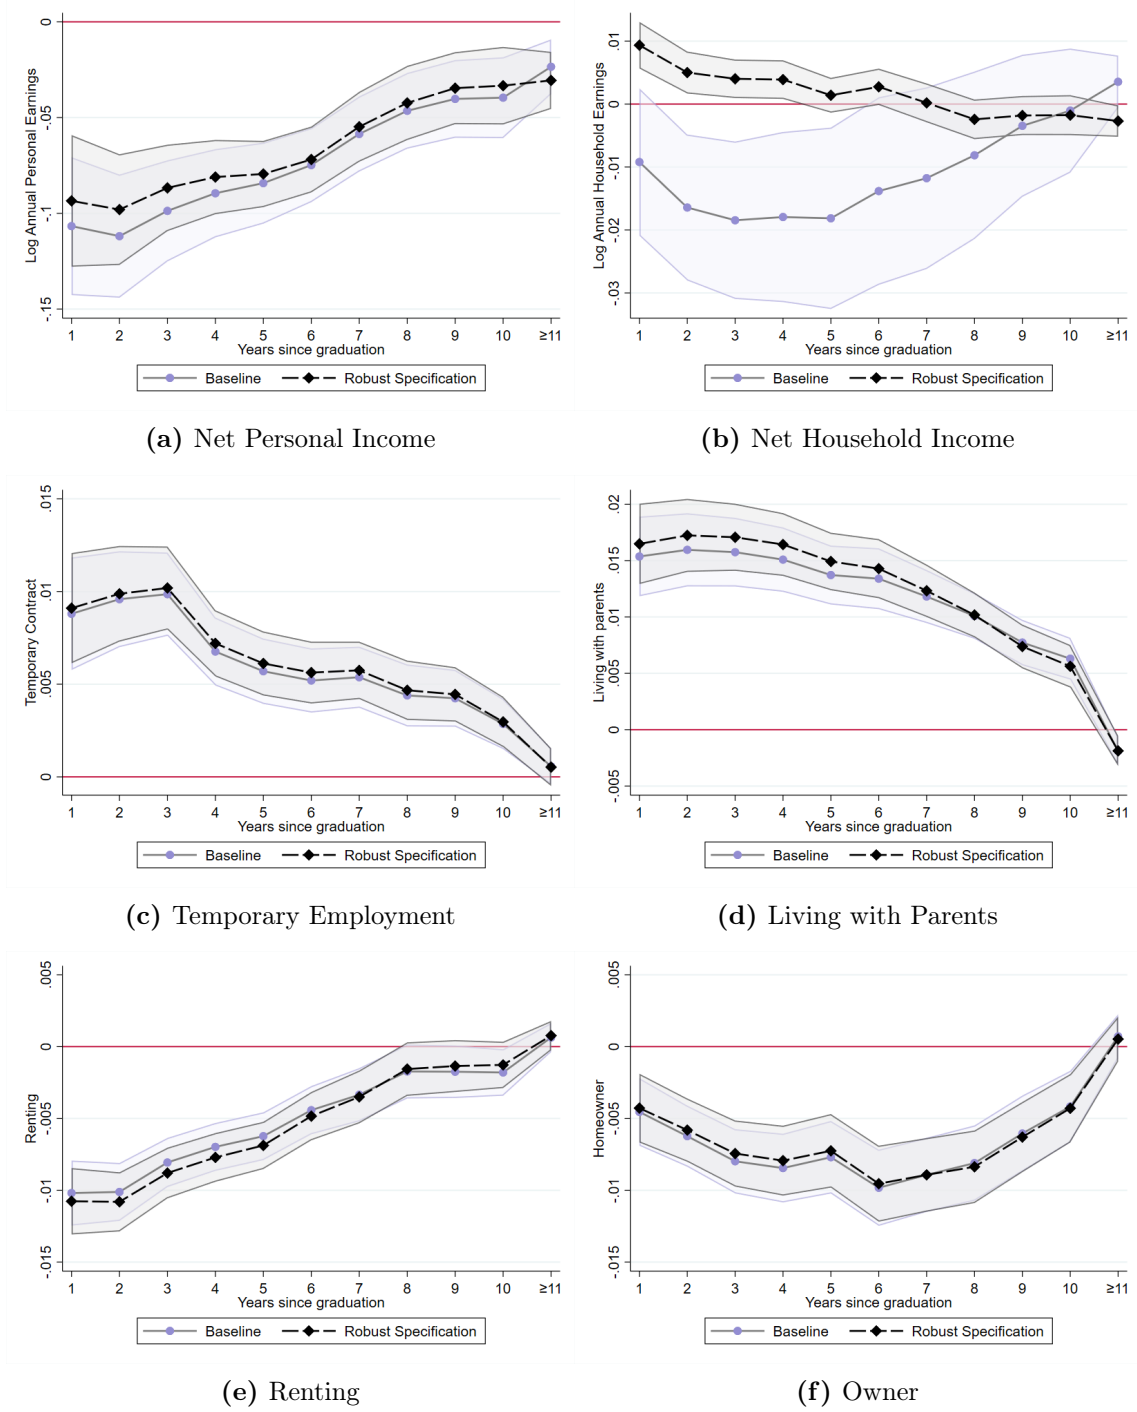 0
-.05
-.1
-.15
Log Annual Personal Earnings
1 2 3 4 5 6 7 8 9 10 ≥11
Years since graduation
Baseline Robust Specification
(a) Net Personal Income
.01
0
-.01
-.02
-.03
Log Annual Household Earnings
1 2 3 4 5 6 7 8 9 10 ≥11
Years since graduation
Baseline Robust Specification
(b) Net Household Income
.015
.01
.005
0
Temporary Contract
1 2 3 4 5 6 7 8 9 10 ≥11
Years since graduation
Baseline Robust Specification
(c) Temporary Employment
.02
.015
.01
.005
0
-.005
Living with parents
1 2 3 4 5 6 7 8 9 10 ≥11
Years since graduation
Baseline Robust Specification
(d) Living with Parents
.005
0
-.005
-.01
-.015
Renting
1 2 3 4 5 6 7 8 9 10 ≥11
Years since graduation
Baseline Robust Specification
(e) Renting
.005
0
-.005
-.01
-.015
Homeowner
1 2 3 4 5 6 7 8 9 10 ≥11
Years since graduation
Baseline Robust Specification
(f) Owner